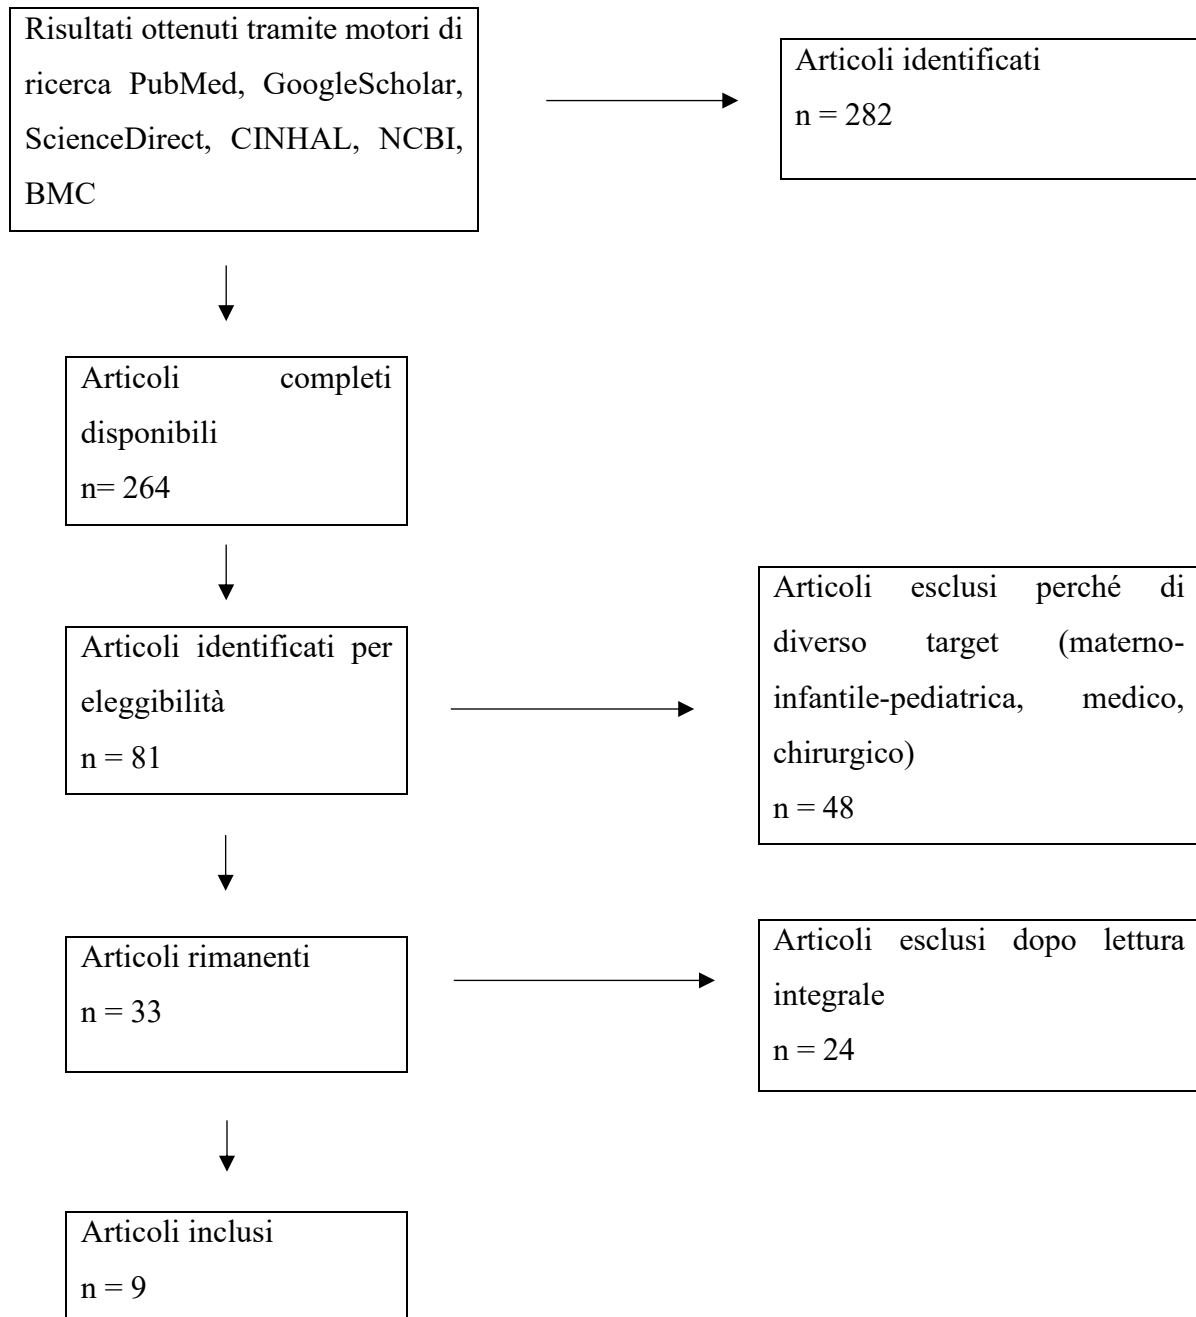 Risultati ottenuti tramite motori di
ricerca PubMed, GoogleScholar,
ScienceDirect, CINHAL, NCBI,
BMC
Articoli identificati
n = 282
Articoli completi
disponibili
n= 264
Articoli identificati per
eleggibilità
n = 81
Articoli esclusi perché di
diverso target (materno-
infantile-pediatrica, medico,
chirurgico)
n = 48
Articoli rimanenti
n = 33
Articoli esclusi dopo lettura
integrale
n = 24
Articoli inclusi
n = 9